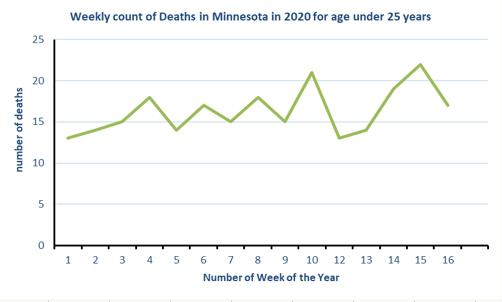 Weekly count of Deaths in Minnesota in 2020 for age under 25 years
25
20
15
10
5
0
number of deaths
1 2 3 4 5 6 7 8 9 10 12 13 14 15 16
Number of Week of the Year